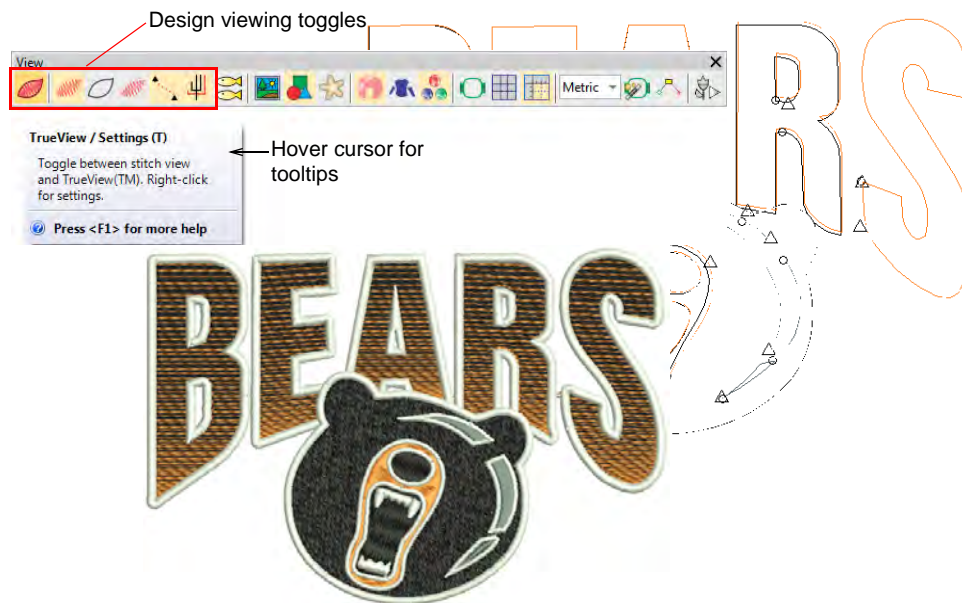 Design viewing toggles
View
Metric
TrueView / Settings (T)
Toggle between stitch view
and TrueView(TM). Right-click
for settings.
Press <F1> for more help
Hover cursor for
tooltips
BEARS